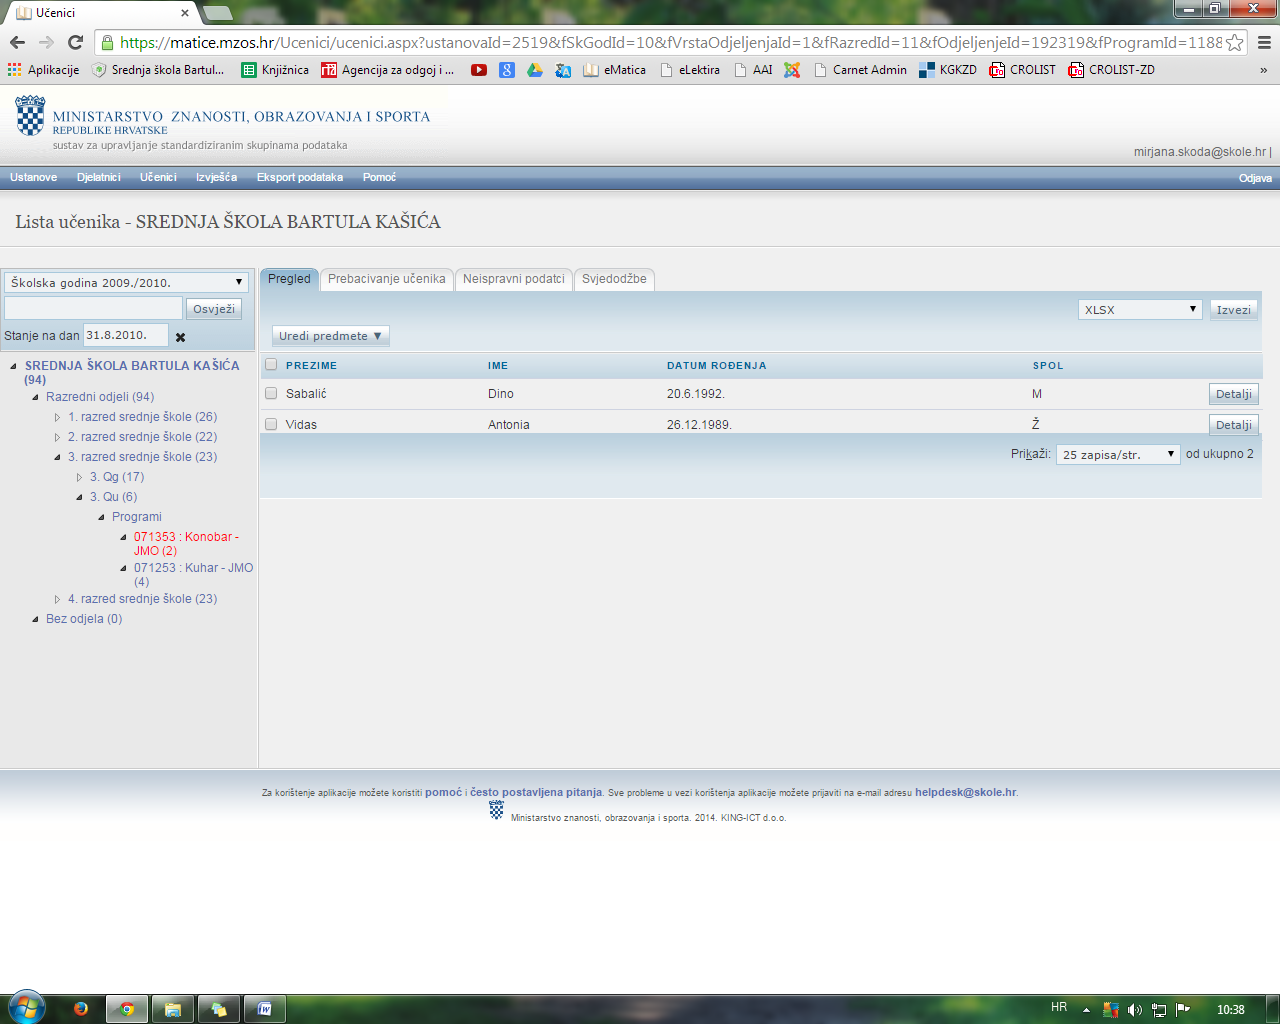 Učenici
https://matice.mzos.hr/Ucenici/ucenici.aspx?ustanovaId=2519&fSkGodId=10&fVrstaOdjeljenjaId=1&fRazredId=11&fOdjeljenjeId=192319&fProgramId=1188
Aplikacije Srednja škola Bartul... Knjižnica Agencija za odgoj i ... eMatica eLektira AAI Carnet Admin KGKZD CROLIST CROLIST-ZD »
MINISTARSTVO ZNANOSTI, OBRAZOVANJA I SPORTA
REPUBLIKE HRVATSKE
sustav za upravljanje standardiziranim skupinama podataka
mirjana.skoda@skole.hr |
Ustanove Djelatnici Učenici Izvješća Eksport podataka Pomoć Odjava
Lista učenika - SREDNJA ŠKOLA BARTULA KAŠIĆA
Školska godina 2009./2010.
Osvježi
Stanje na dan 31.8.2010.
SREDNJA ŠKOLA BARTULA KAŠIĆA
(94)
Razredni odjeli (94)
1. razred srednje škole (26)
2. razred srednje škole (22)
3. razred srednje škole (23)
3. Qg (17)
3. Qu (6)
Programi
071353 : Konobar -
JMO (2)
071253 : Kuhar - JMO
(4)
4. razred srednje škole (23)
Bez odjela (0)
Pregled Prebacivanje učenika Neispravni podatci Svjedodžbe
XLSX Izvezi
Uredi predmete ▼
PREZIME IME DATUM ROĐENJA SPOL
Sabalić Dino 20.6.1992. M Detalji
Vidas Antonia 26.12.1989. Ž Detalji
Prikaži: 25 zapisa/str. od ukupno 2
Za korištenje aplikacije možete koristiti pomoć i često postavljena pitanja. Sve probleme u vezi korištenja aplikacije možete prijaviti na e-mail adresu helpdesk@skole.hr.
Ministarstvo znanosti, obrazovanja i sporta. 2014. KING-ICT d.o.o.
HR 10:38